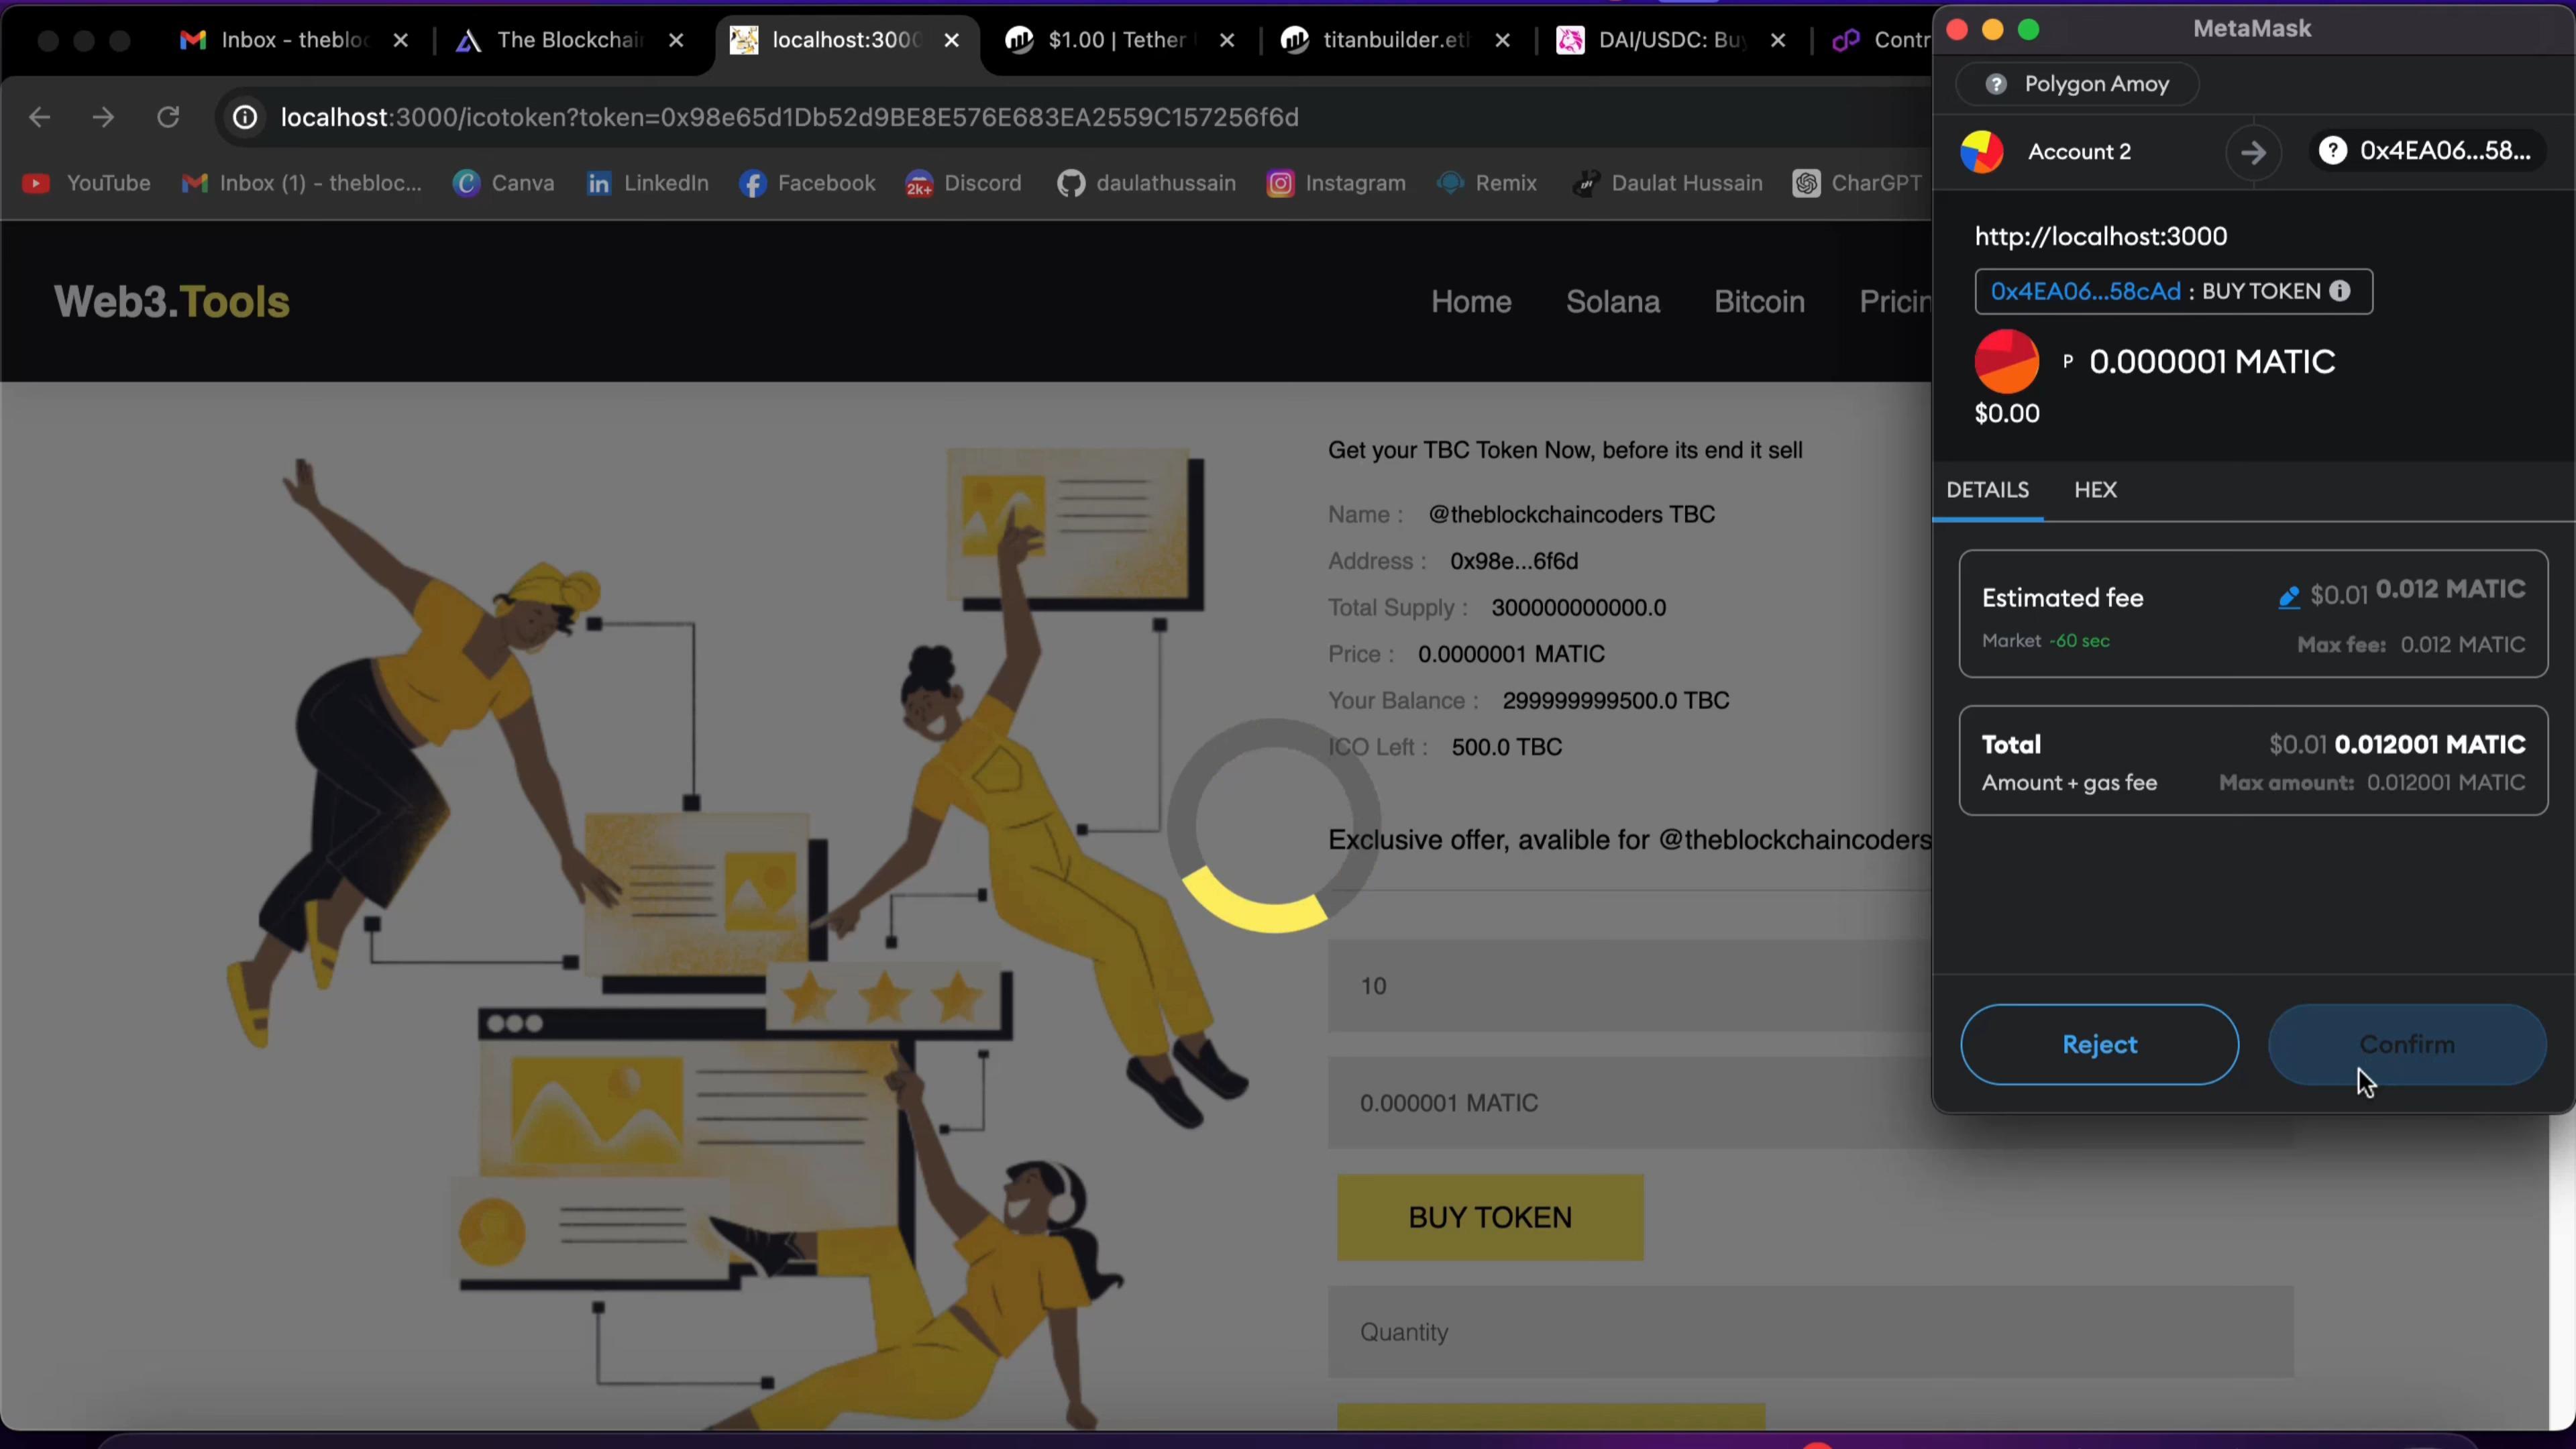 Inbox - thebloc
The Blockchain
localhost:3000
$1.00 | Tether
titanbuilder.eth
DAI/USDC: Buy
Contr
localhost:3000/icotoken?token=0x98e65d1Db52d9BE8E576E683EA2559C157256f6d
YouTube
Inbox (1) - thebloc...
Canva
LinkedIn
Facebook
2k+
Discord
daulathussain
Instagram
Remix
Daulat Hussain
CharGPT
Web3.Tools
Home
Solana
Bitcoin
Pricin
Get your TBC Token Now, before its end it sell
Name : @theblockchaincoders TBC
Address : 0x98e...6f6d
Total Supply : 300000000000.0
Price : 0.0000001 MATIC
Your Balance : 299999999500.0 TBC
ICO Left : 500.0 TBC
Exclusive offer, avalible for @theblockchaincoders
10
0.000001 MATIC
BUY TOKEN
Quantity
MetaMask
Polygon Amoy
Account 2
0x4EA06...58...
http://localhost:3000
0x4EA06...58cAd : BUY TOKEN
P 0.000001 MATIC
$0.00
DETAILS
HEX
Estimated fee
$0.01 0.012 MATIC
Market -60 sec
Max fee: 0.012 MATIC
Total
$0.01 0.012001 MATIC
Amount + gas fee
Max amount: 0.012001 MATIC
Reject
Confirm